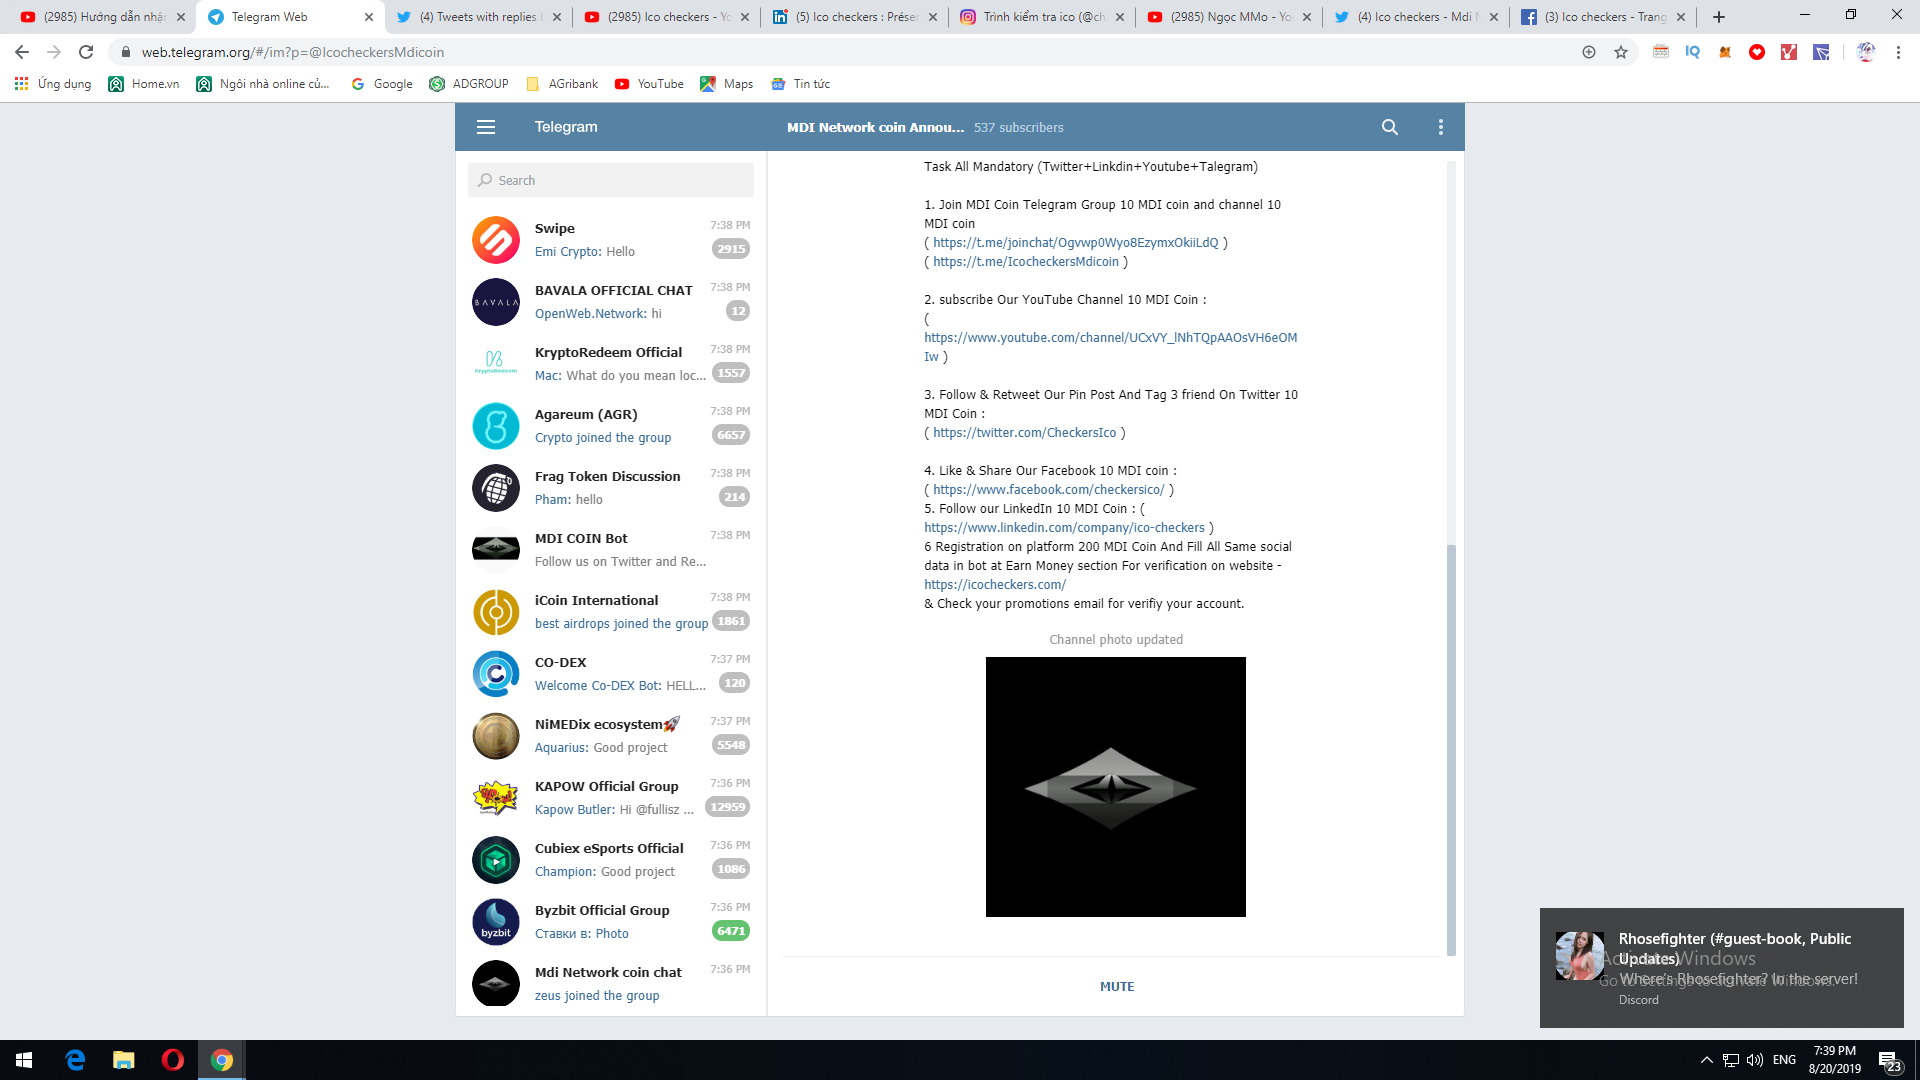 (2985) Hướng dẫn nhận
Telegram Web
(4) Tweets with replies
(2985) Ico checkers - Yo
(5) Ico checkers : Préser
Trình kiểm tra ico (@ch
(2985) Ngọc MMo - You
(4) Ico checkers - Mdi N
(3) Ico checkers - Trang
web.telegram.org/#/im?p=@IcocheckersMdicoin
Ứng dụng
Home.vn
Ngôi nhà online củ...
Google
ADGROUP
AGribank
YouTube
Maps
Tin tức
Telegram
MDI Network coin Annou... 537 subscribers
Search
Swipe 7:38 PM
Emi Crypto: Hello 2915
BAVALA
BAVALA OFFICIAL CHAT 7:38 PM
OpenWeb.Network: hi 12
KryptoRedeem
KryptoRedeem Official 7:38 PM
Mac: What do you mean loc... 1557
Agareum (AGR) 7:38 PM
Crypto joined the group 6657
Frag Token Discussion 7:38 PM
Pham: hello 214
MDI COIN Bot 7:38 PM
Follow us on Twitter and Re...
iCoin International 7:38 PM
best airdrops joined the group 1861
CO-DEX 7:37 PM
Welcome Co-DEX Bot: HELL... 120
NiMEDix ecosystem🚀 7:37 PM
Aquarius: Good project 5548
KAPOW Official Group 7:36 PM
Kapow Butler: Hi @fullisz ... 12959
Cubiex eSports Official 7:36 PM
Champion: Good project 1086
byzbit
Byzbit Official Group 7:36 PM
Ставки в: Photo 6471
Mdi Network coin chat 7:36 PM
zeus joined the group
Task All Mandatory (Twitter+Linkdin+Youtube+Talegram)
1. Join MDI Coin Telegram Group 10 MDI coin and channel 10
MDI coin
( https://t.me/joinchat/Ogvwp0Wyo8EzymxOkiiLdQ )
( https://t.me/IcocheckersMdicoin )
2. subscribe Our YouTube Channel 10 MDI Coin :
(
https://www.youtube.com/channel/UCxVY_lNhTQpAAOsVH6eOM
Iw )
3. Follow & Retweet Our Pin Post And Tag 3 friend On Twitter 10
MDI Coin :
( https://twitter.com/CheckersIco )
4. Like & Share Our Facebook 10 MDI coin :
( https://www.facebook.com/checkersico/ )
5. Follow our LinkedIn 10 MDI Coin : (
https://www.linkedin.com/company/ico-checkers )
6 Registration on platform 200 MDI Coin And Fill All Same social
data in bot at Earn Money section For verification on website -
https://icocheckers.com/
& Check your promotions email for verifiy your account.
Channel photo updated
MUTE
Rhosefighter (#guest-book, Public
Updates)
Where's Rhosefighter? In the server!
Discord
Activate Windows
Go to Settings to activate Windows.
ENG
7:39 PM
8/20/2019
23